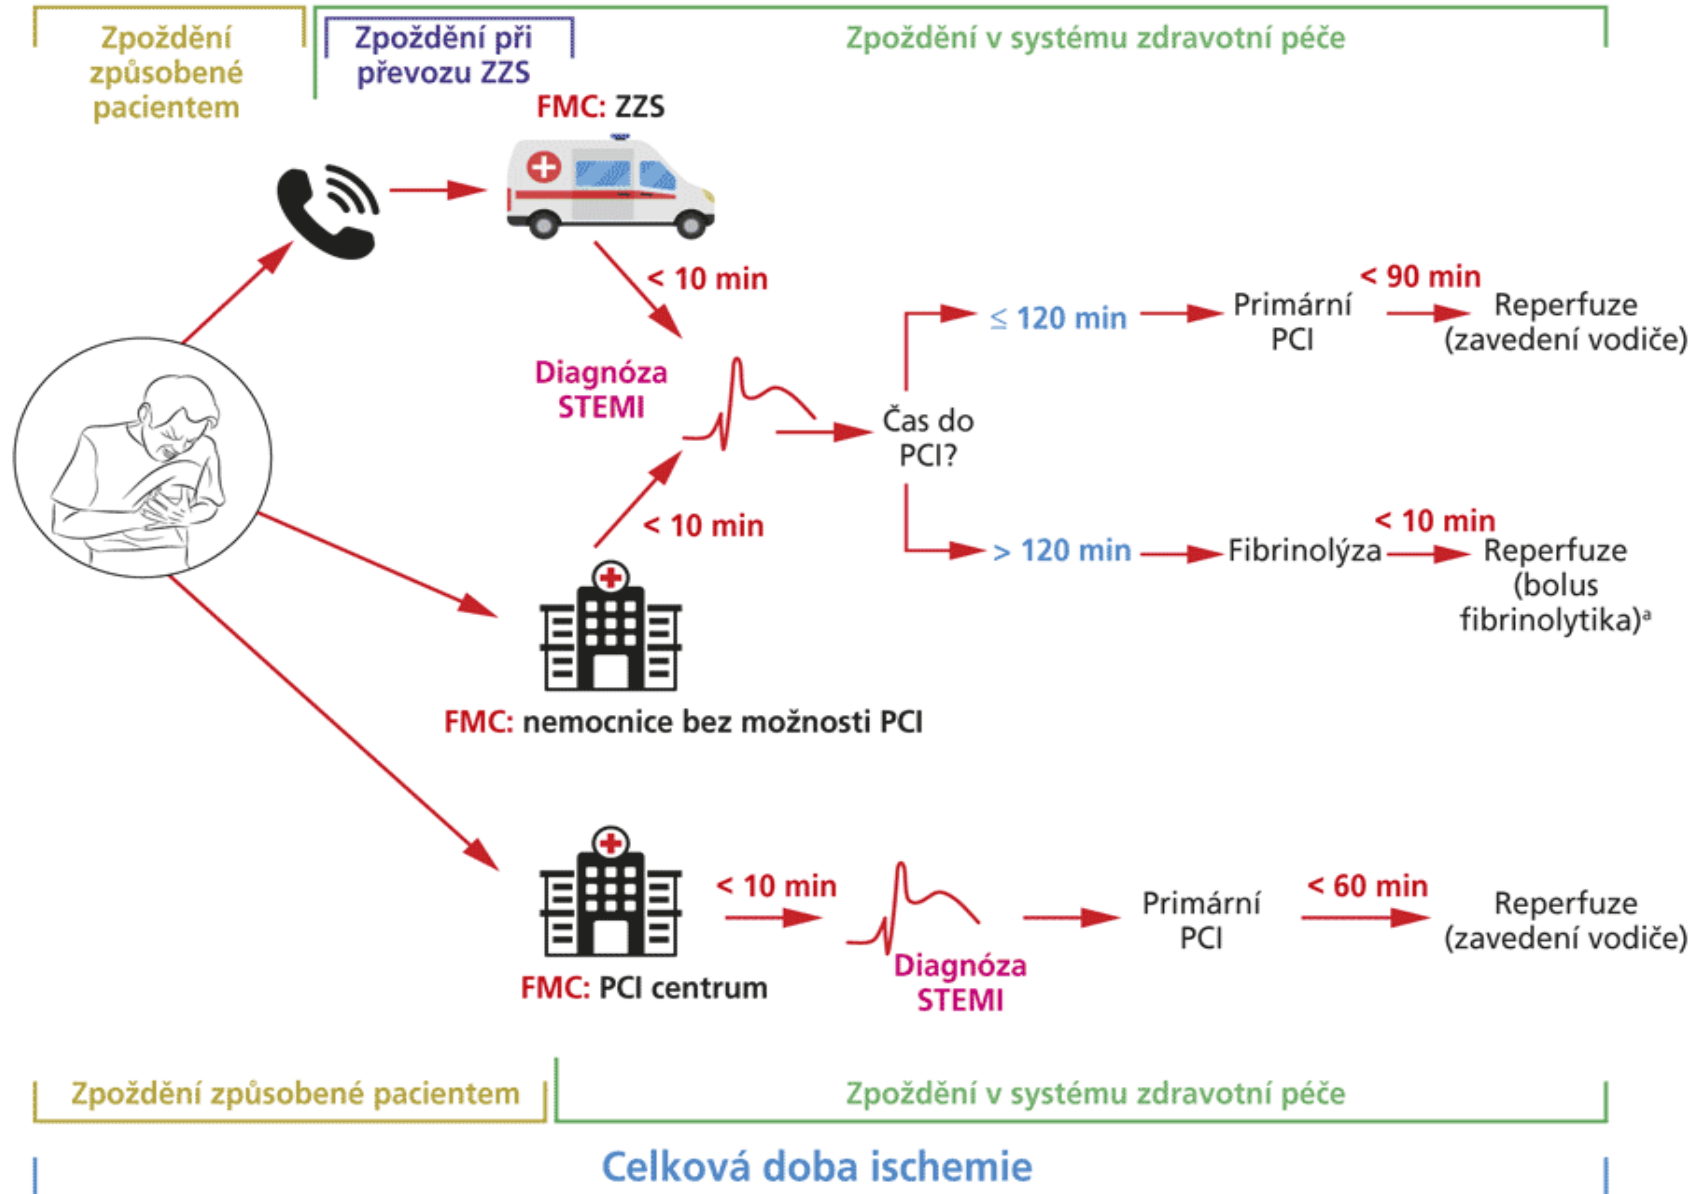 Zpoždění
způsobené
pacientem
Zpoždění při
převozu ZZS
Zpoždění v systému zdravotní péče
FMC: ZZS
< 10 min
Diagnóza
STEMI
< 10 min
Čas do
PCI?
≤ 120 min
Primární
PCI
< 90 min
Reperfuze
(zavedení vodiče)
> 120 min
Fibrinolýza
< 10 min
Reperfuze
(bolus
fibrinolytika)ᵃ
FMC: nemocnice bez možnosti PCI
FMC: PCI centrum
< 10 min
Diagnóza
STEMI
Primární
PCI
< 60 min
Reperfuze
(zavedení vodiče)
Zpoždění způsobené pacientem
Zpoždění v systému zdravotní péče
Celková doba ischemie